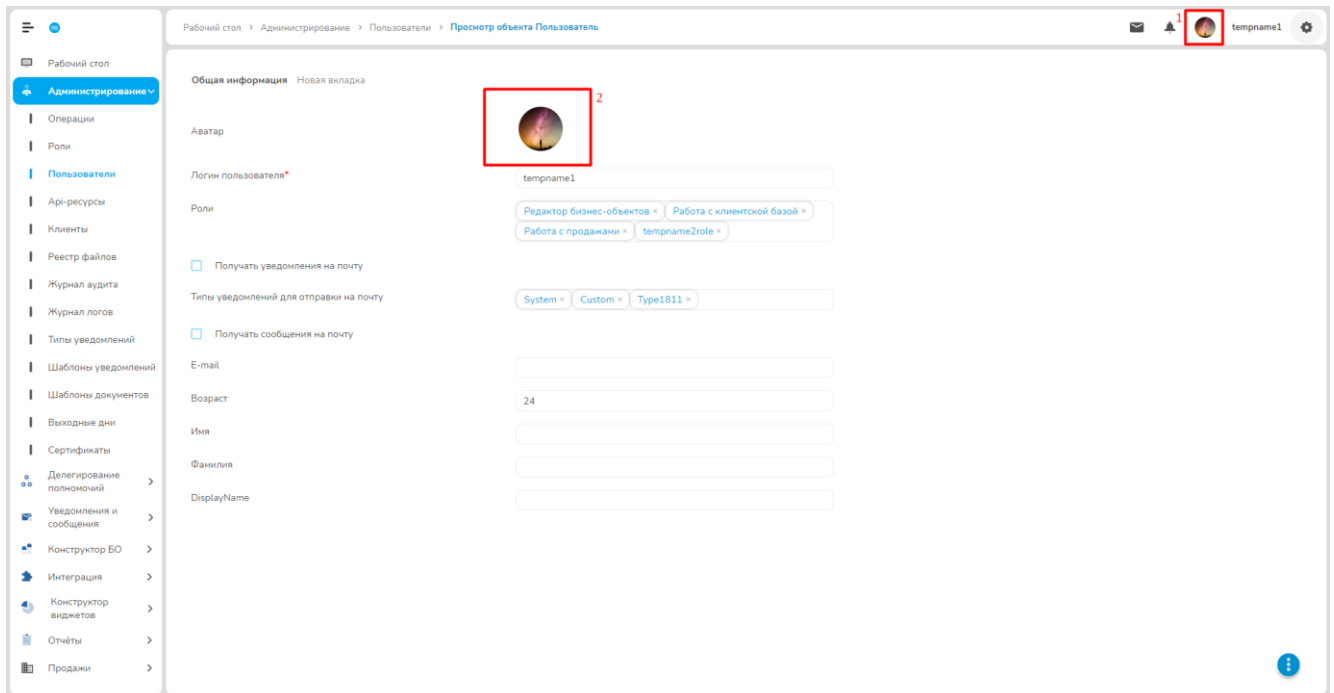 Рабочий стол > Администрирование > Пользователи > Просмотр объекта Пользователь
1
tempname1
Рабочий стол
Администрирование
Операции
Роли
Пользователи
Api-ресурсы
Клиенты
Реестр файлов
Журнал аудита
Журнал логов
Типы уведомлений
Шаблоны уведомлений
Шаблоны документов
Выходные дни
Сертификаты
Делегирование
полномочий
Уведомления и
сообщения
Конструктор БО
Интеграция
Конструктор
виджетов
Отчёты
Продажи
Общая информация Новая вкладка
2
Аватар
Логин пользователя*
tempname1
Роли
Редактор бизнес-объектов × Работа с клиентской базой ×
Работа с продажами × tempname2role ×
Получать уведомления на почту
Типы уведомлений для отправки на почту
System × Custom × Type1811 ×
Получать сообщения на почту
E-mail
Возраст
24
Имя
Фамилия
DisplayName